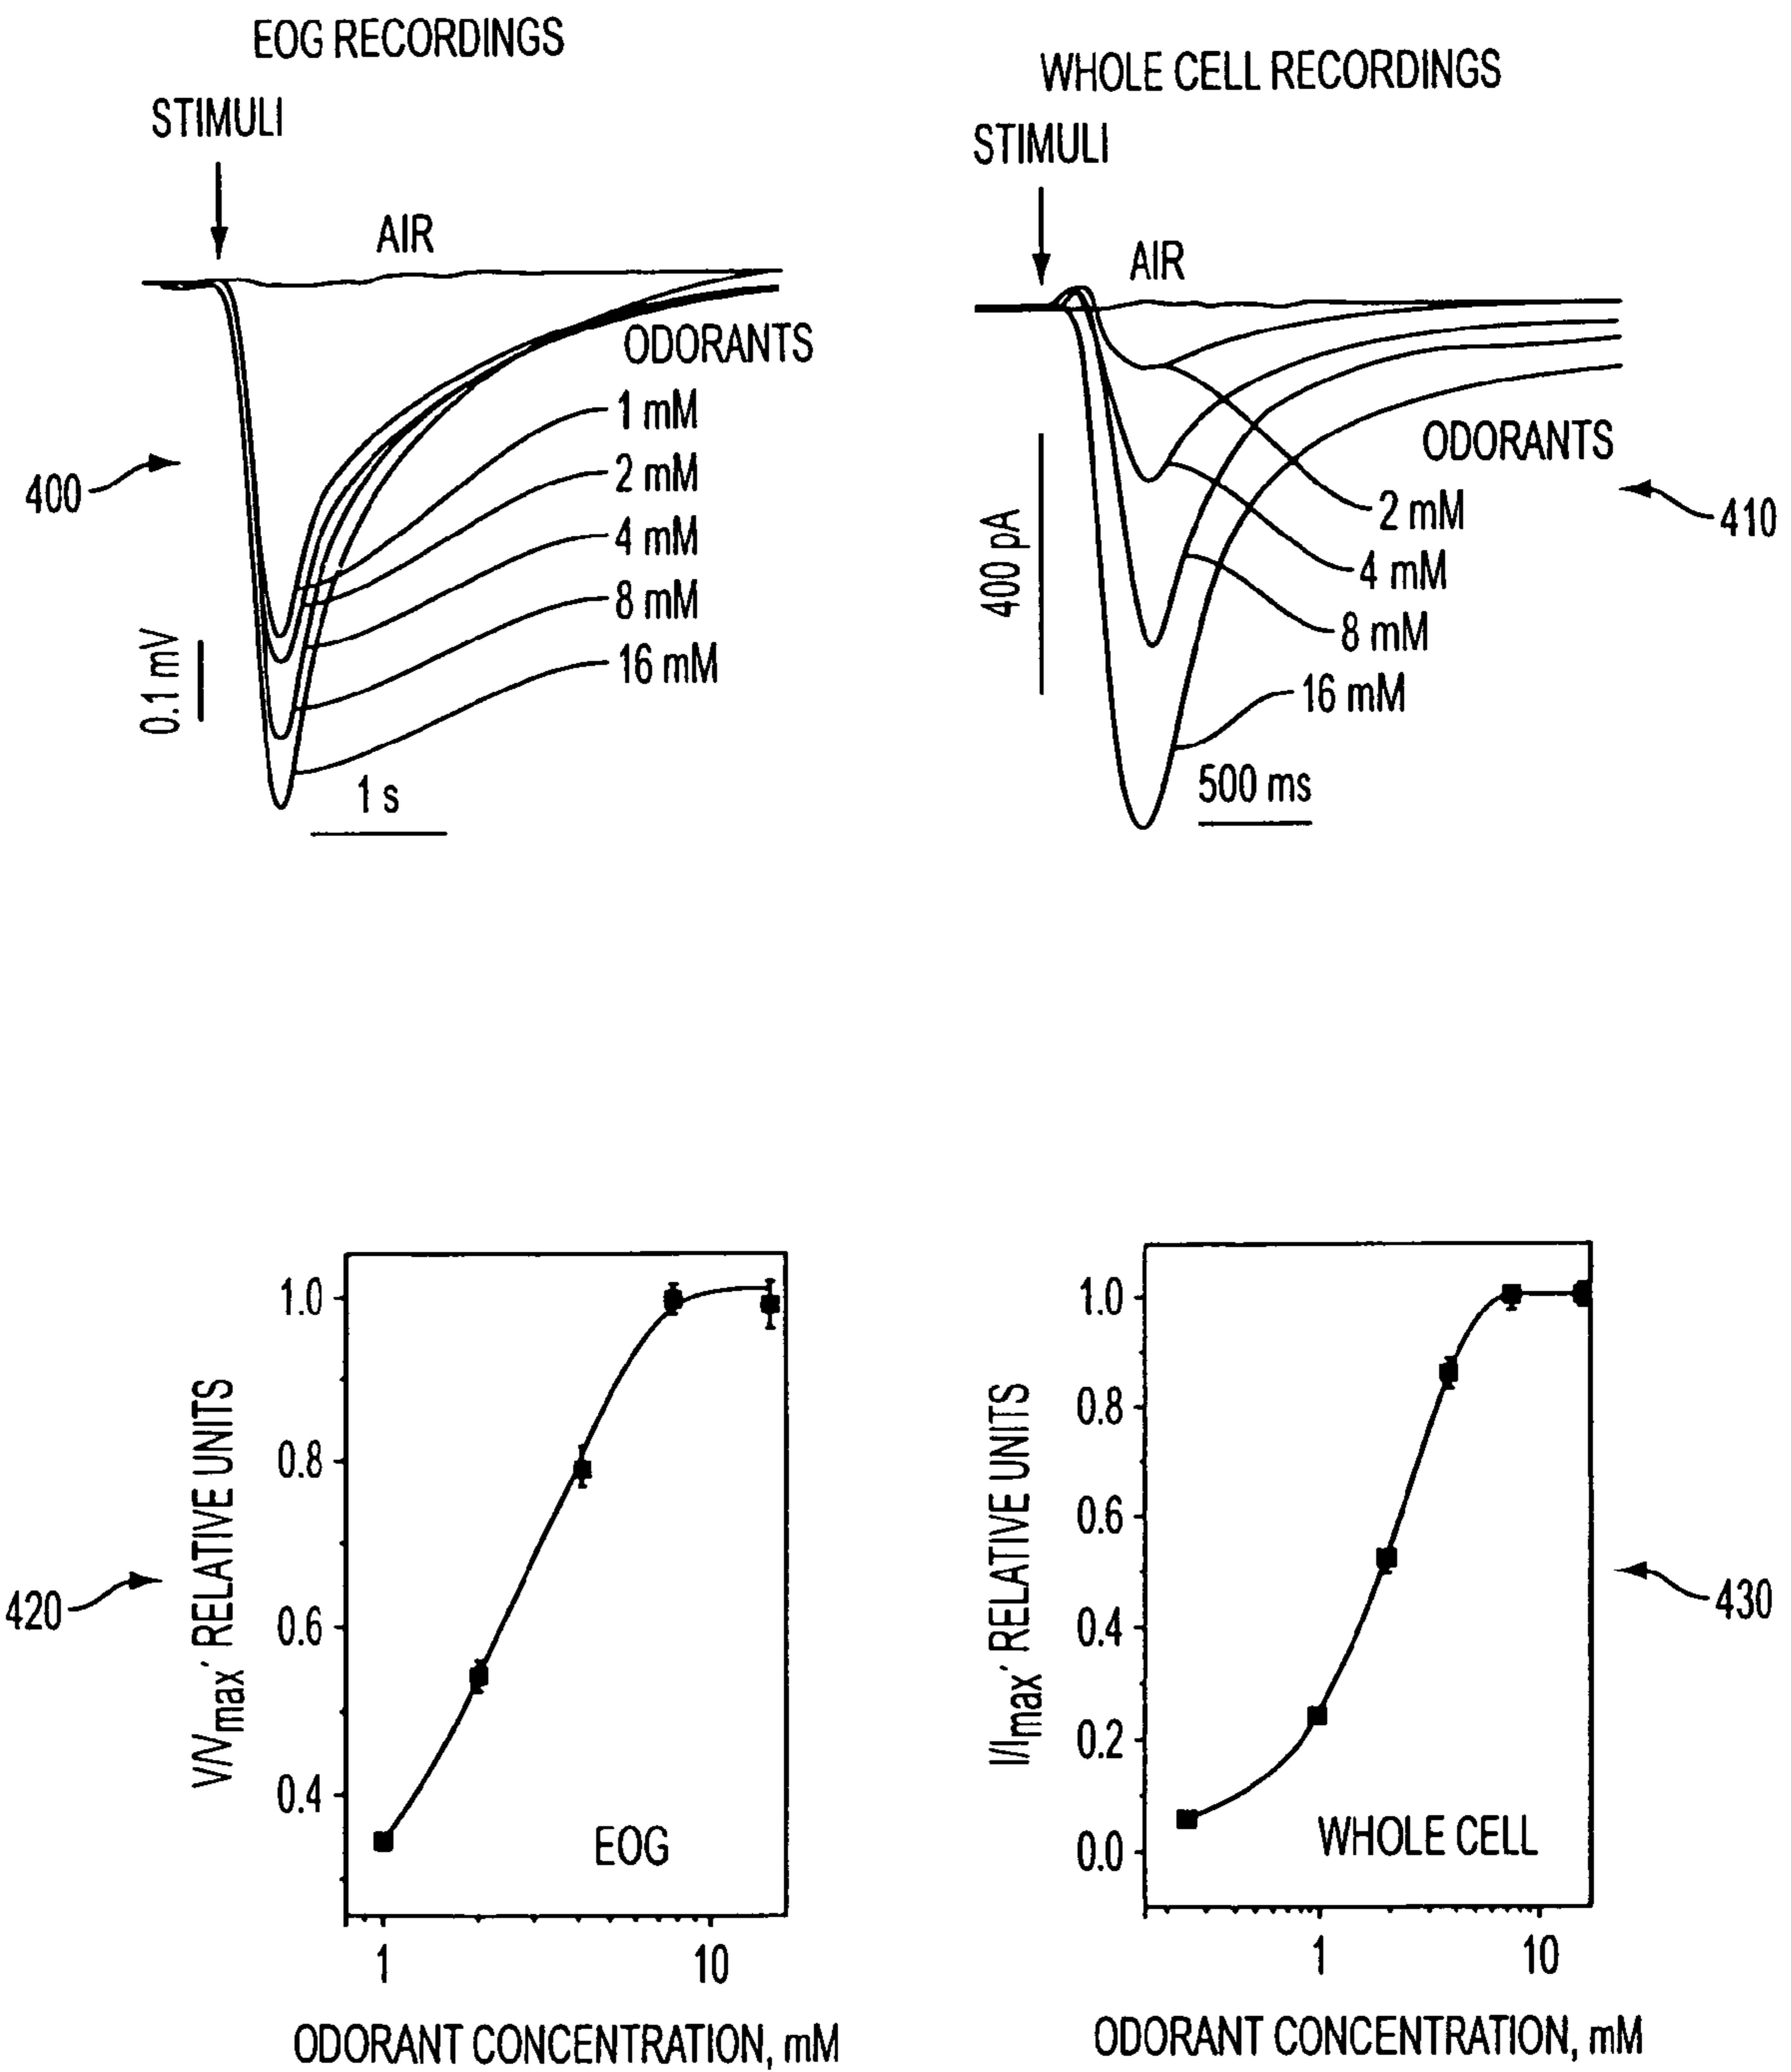 EOG RECORDINGS
STIMULI
AIR
ODORANTS
1 mM
2 mM
4 mM
8 mM
16 mM
400
0.1 mV
1 s
WHOLE CELL RECORDINGS
STIMULI
AIR
ODORANTS
2 mM
4 mM
8 mM
16 mM
410
400 pA
500 ms
1.0
0.8
0.6
0.4
V/Vmax, RELATIVE UNITS
420
EOG
1
10
ODORANT CONCENTRATION, mM
1.0
0.8
0.6
0.4
0.2
0.0
I/Imax, RELATIVE UNITS
430
WHOLE CELL
1
10
ODORANT CONCENTRATION, mM